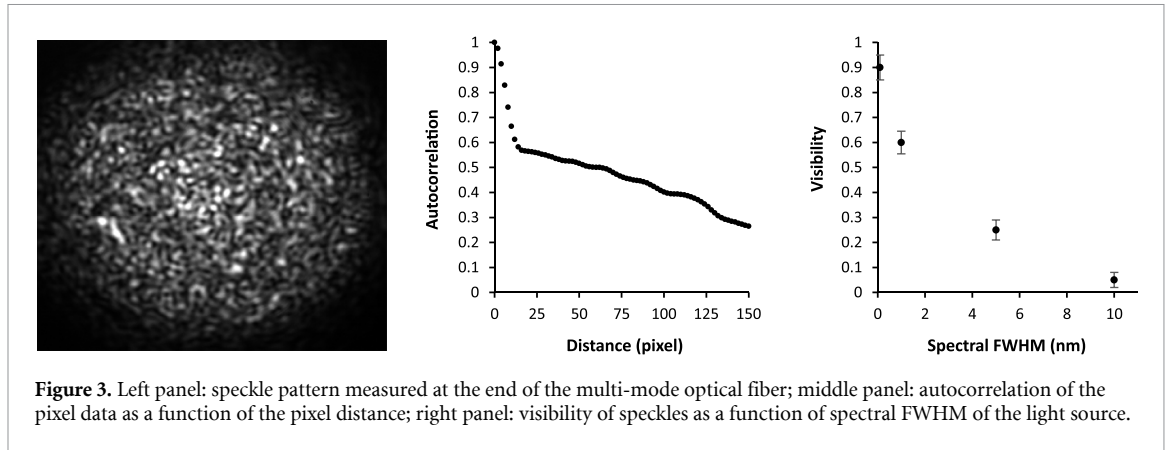 1
0.9
0.8
0.7
0.6
0.5
0.4
0.3
0.2
0.1
0
Autocorrelation
0 25 50 75 100 125 150
Distance (pixel)
1
0.9
0.8
0.7
0.6
0.5
0.4
0.3
0.2
0.1
0
Visibility
0 2 4 6 8 10
Spectral FWHM (nm)
Figure 3. Left panel: speckle pattern measured at the end of the multi-mode optical fiber; middle panel: autocorrelation of the
pixel data as a function of the pixel distance; right panel: visibility of speckles as a function of spectral FWHM of the light source.